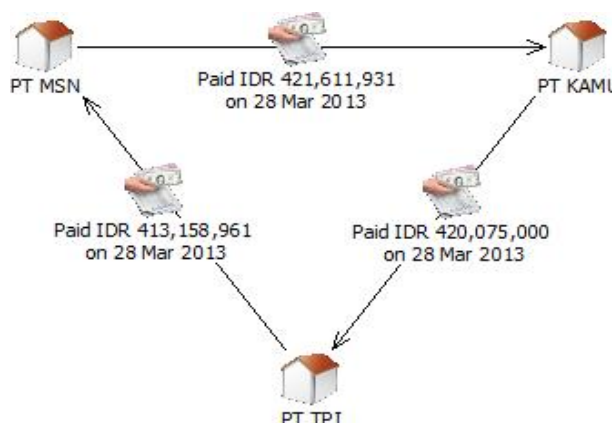 PT MSN
Paid IDR 421,611,931
on 28 Mar 2013
PT KAMU
Paid IDR 413,158,961
on 28 Mar 2013
Paid IDR 420,075,000
on 28 Mar 2013
PT TPI